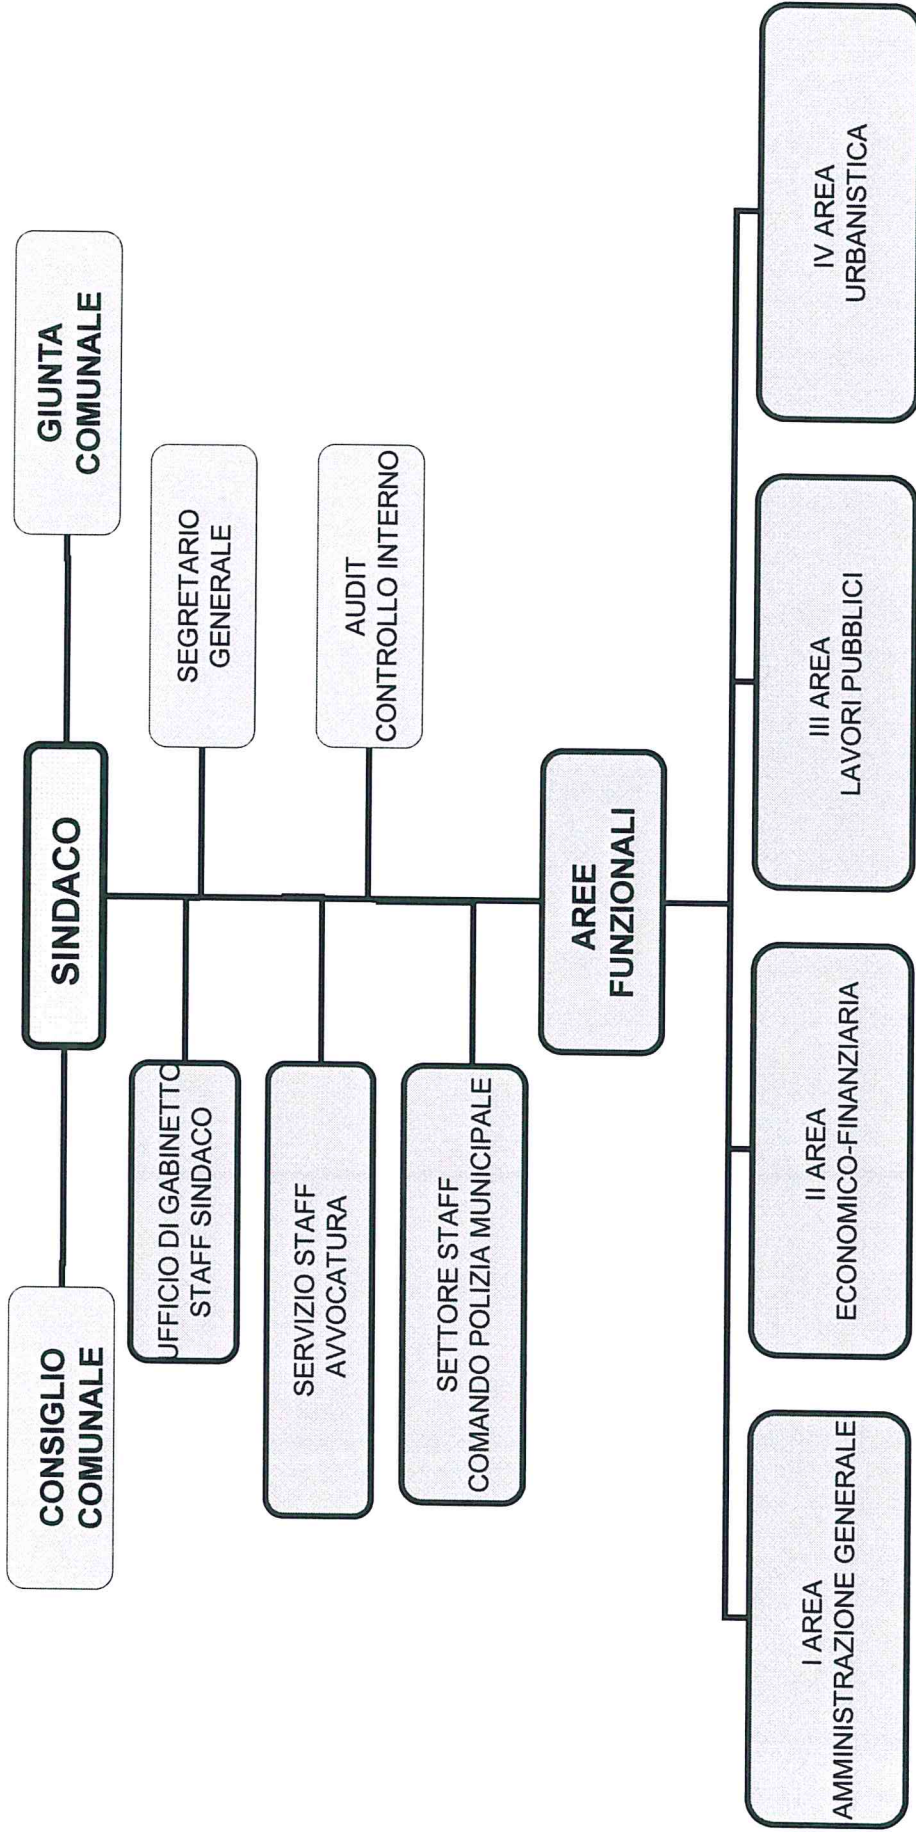 CONSIGLIO
COMUNALE
SINDACO
GIUNTA
COMUNALE
UFFICIO DI GABINETTO
STAFF SINDACO
SEGRETARIO
GENERALE
SERVIZIO STAFF
AVVOCATURA
AUDIT
CONTROLLO INTERNO
SETTORE STAFF
COMANDO POLIZIA MUNICIPALE
AREE
FUNZIONALI
I AREA
AMMINISTRAZIONE GENERALE
II AREA
ECONOMICO-FINANZIARIA
III AREA
LAVORI PUBBLICI
IV AREA
URBANISTICA